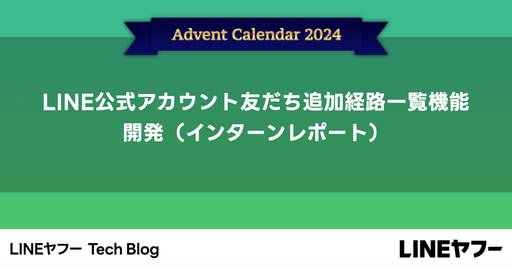 Advent Calendar 2024
LINE公式アカウント友だち追加経路一覧機能
開発（インターンレポート）
LINEヤフー Tech Blog
LINEヤフー